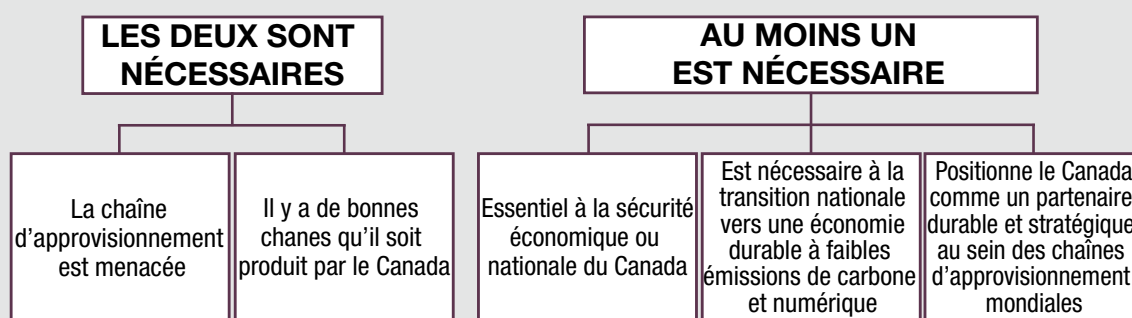 LES DEUX SONT
NÉCESSAIRES
AU MOINS UN
EST NÉCESSAIRE
La chaîne
d'approvisionnement
est menacée
Il y a de bonnes
chanes qu'il soit
produit par le Canada
Essentiel à la sécurité
économique ou
nationale du Canada
Est nécessaire à la
transition nationale
vers une économie
durable à faibles
émissions de carbone
et numérique
Positionne le Canada
comme un partenaire
durable et stratégique
au sein des chaînes
d'approvisionnement
mondiales